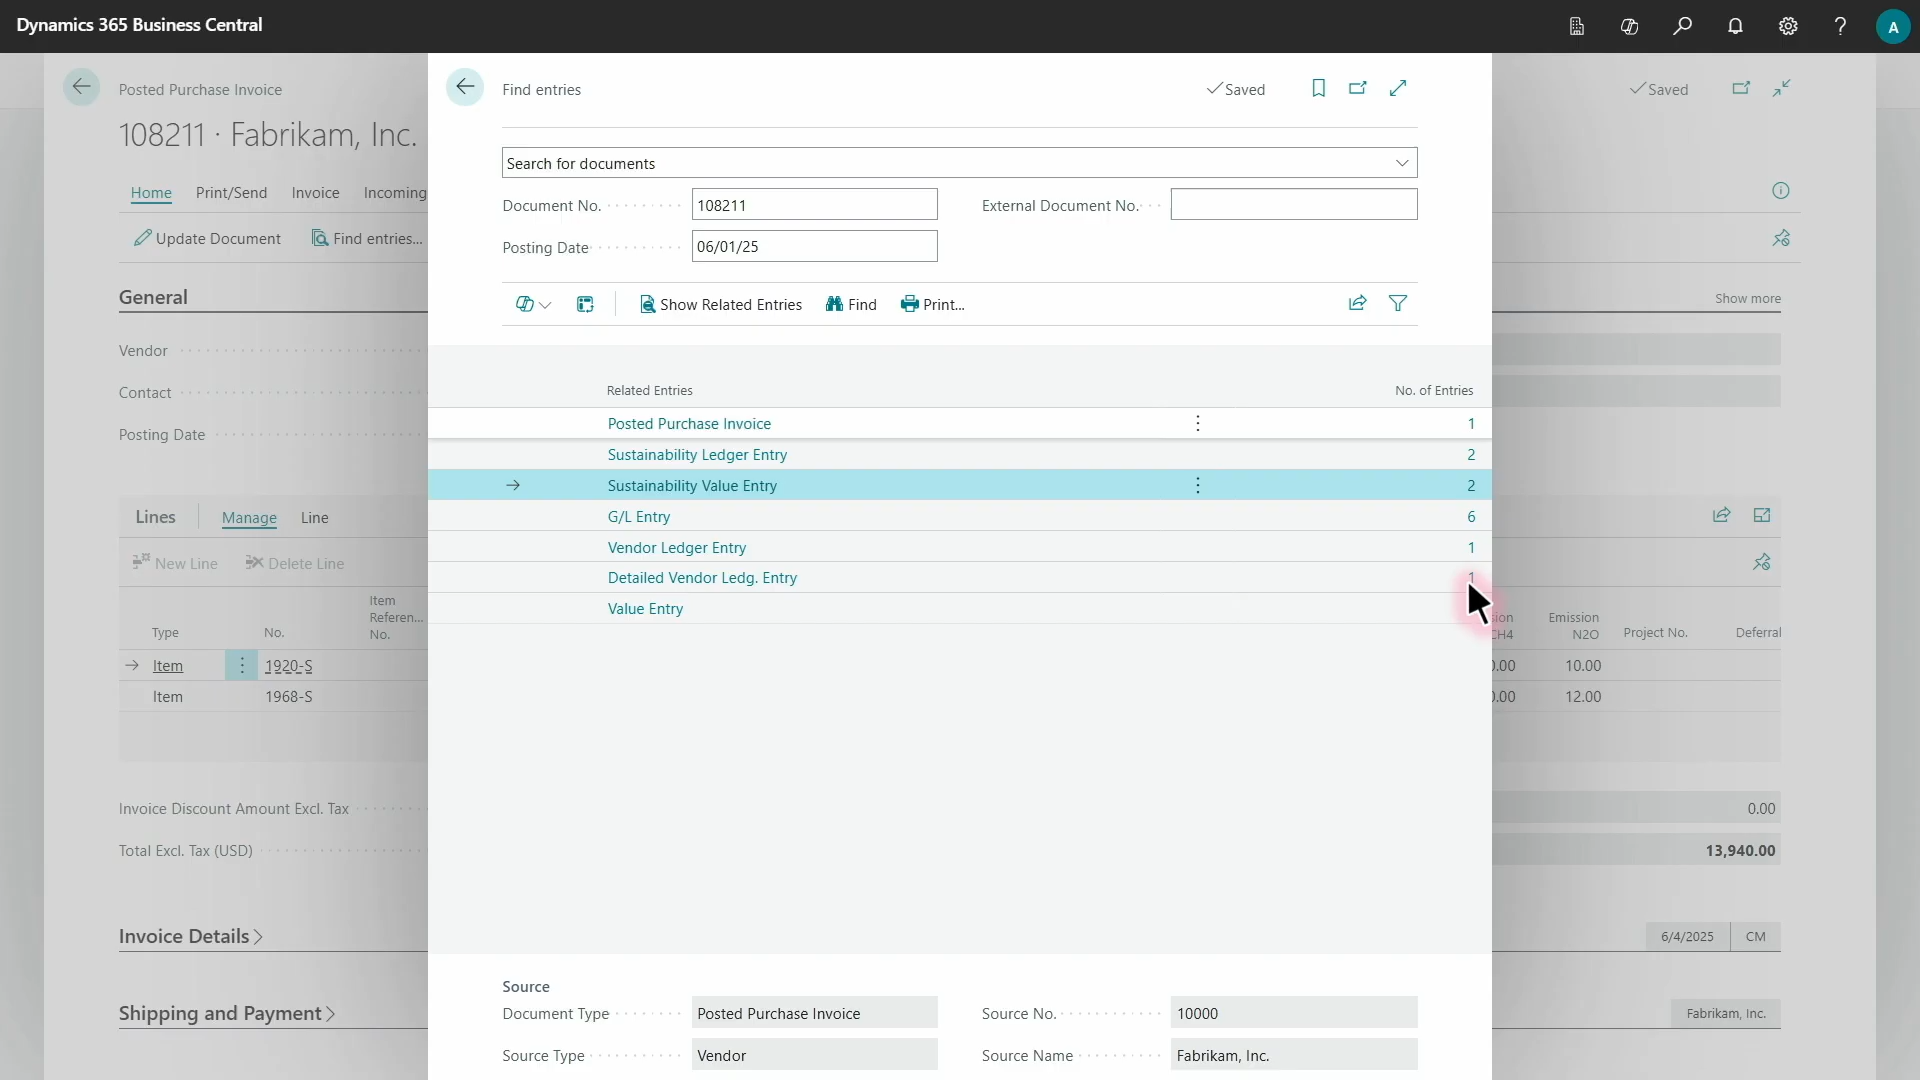 Dynamics 365 Business Central
A
Posted Purchase Invoice
108211 · Fabrikam, Inc.
Home Print/Send Invoice Incoming
Update Document Find entries...
General
Vendor
Contact
Posting Date
Lines Manage Line
New Line Delete Line
Type No. Item Referen... No.
Item 1920-S
Item 1968-S
Invoice Discount Amount Excl. Tax
Total Excl. Tax (USD)
Invoice Details
Shipping and Payment
Find entries
Saved
Search for documents
Document No. 108211
External Document No.
Posting Date 06/01/25
Show Related Entries Find Print...
Related Entries No. of Entries
Posted Purchase Invoice 1
Sustainability Ledger Entry 2
Sustainability Value Entry 2
G/L Entry 6
Vendor Ledger Entry 1
Detailed Vendor Ledg. Entry 1
Value Entry
Source
Document Type Posted Purchase Invoice
Source No. 10000
Source Type Vendor
Source Name Fabrikam, Inc.
Saved
Show more
CH4 Emission N2O Project No. Deferral
10.00
12.00
0.00
13,940.00
6/4/2025 CM
Fabrikam, Inc.